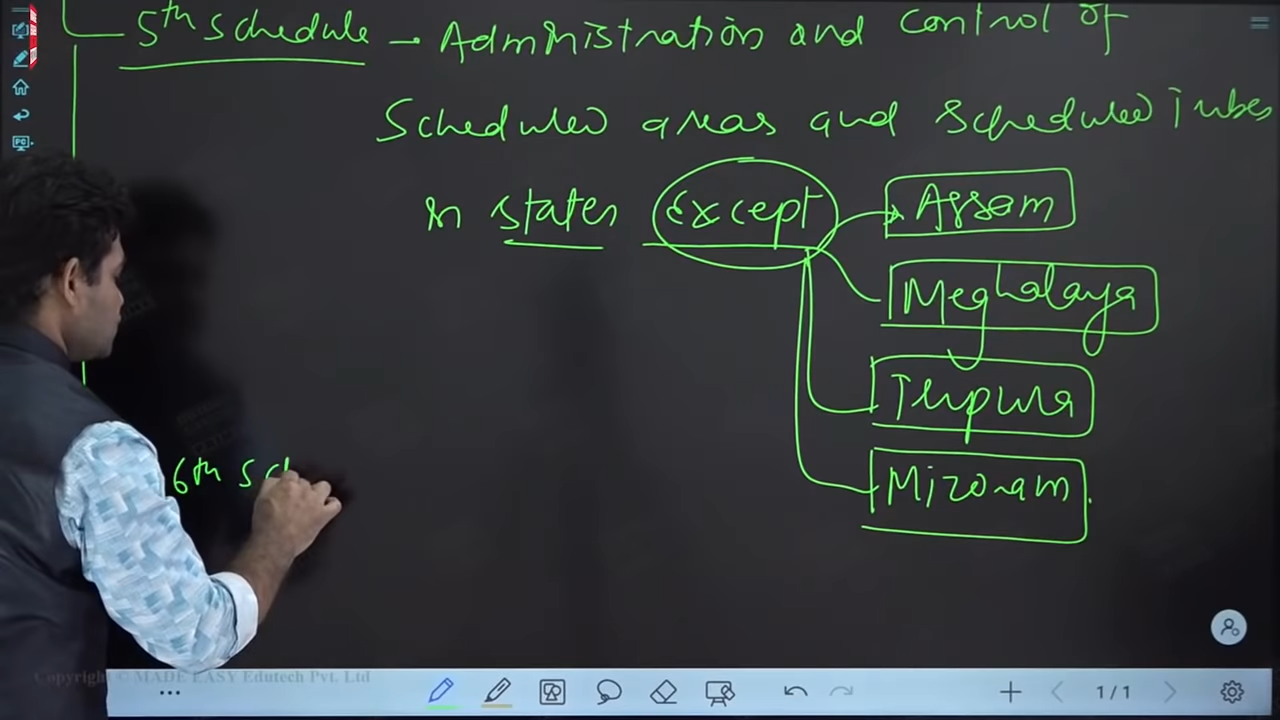 5th schedule - Administration and control of
Scheduled areas and scheduled Tribes
in states except Assam
Meghalaya
Tripura
Mizoram.
6th sc
Copyright © MADE EASY Edutech Pvt. Ltd
1/1